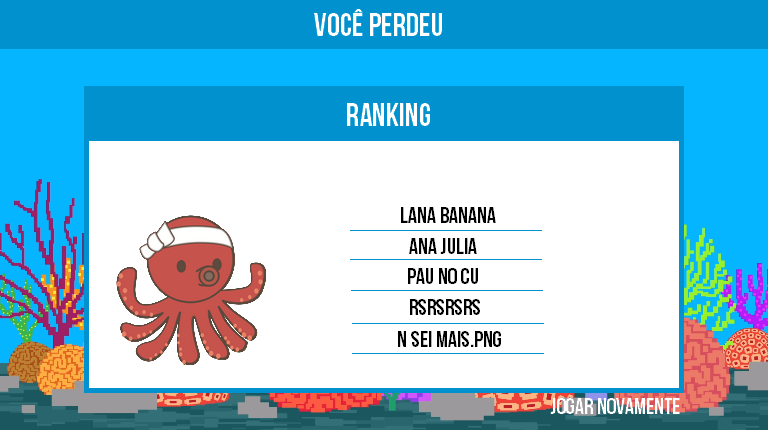 VOCÊ PERDEU
RANKING
LANA BANANA
ANA JULIA
PAU NO CU
RSRSRSRS
N SEI MAIS.PNG
JOGAR NOVAMENTE